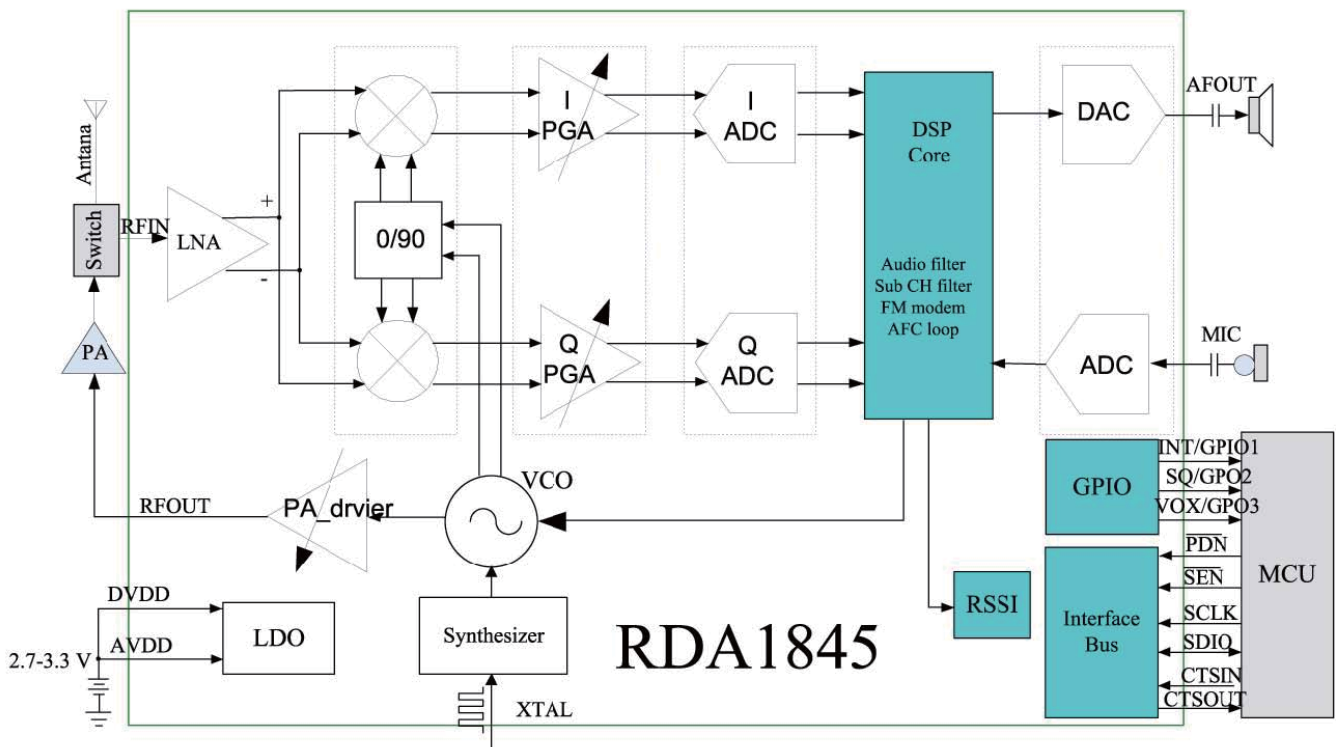 I
PGA
I
ADC
DSP
Core
DAC
AFOUT
Antana
Switch
RFIN
LNA
+
-
0/90
Audio filter
Sub CH filter
FM modem
AFC loop
PA
Q
PGA
Q
ADC
ADC
MIC
RFOUT
PA_drvier
VCO
GPIO
INT/GPIO1
SQ/GPO2
VOX/GPO3
PDN
SEN
SCLK
SDIO
CTSIN
CTSOUT
MCU
Interface
Bus
RSSI
DVDD
AVDD
2.7-3.3 V
LDO
Synthesizer
XTAL
RDA1845